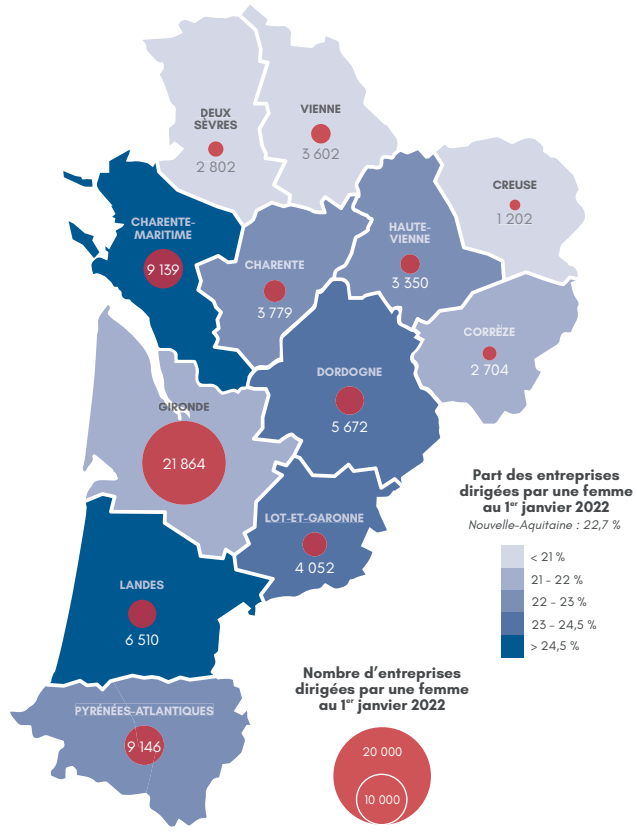 DEUX
SÈVRES
2 802
VIENNE
3 602
CREUSE
1 202
CHARENTE-
MARITIME
9 139
CHARENTE
3 779
HAUTE-
VIENNE
3 350
CORRÈZE
2 704
DORDOGNE
5 672
GIRONDE
21 864
LOT-ET-GARONNE
4 052
LANDES
6 510
PYRÉNÉES-ATLANTIQUES
9 146
Part des entreprises
dirigées par une femme
au 1er janvier 2022
Nouvelle-Aquitaine : 22,7 %
< 21 %
21 - 22 %
22 - 23 %
23 - 24,5 %
> 24,5 %
Nombre d’entreprises
dirigées par une femme
au 1er janvier 2022
20 000
10 000